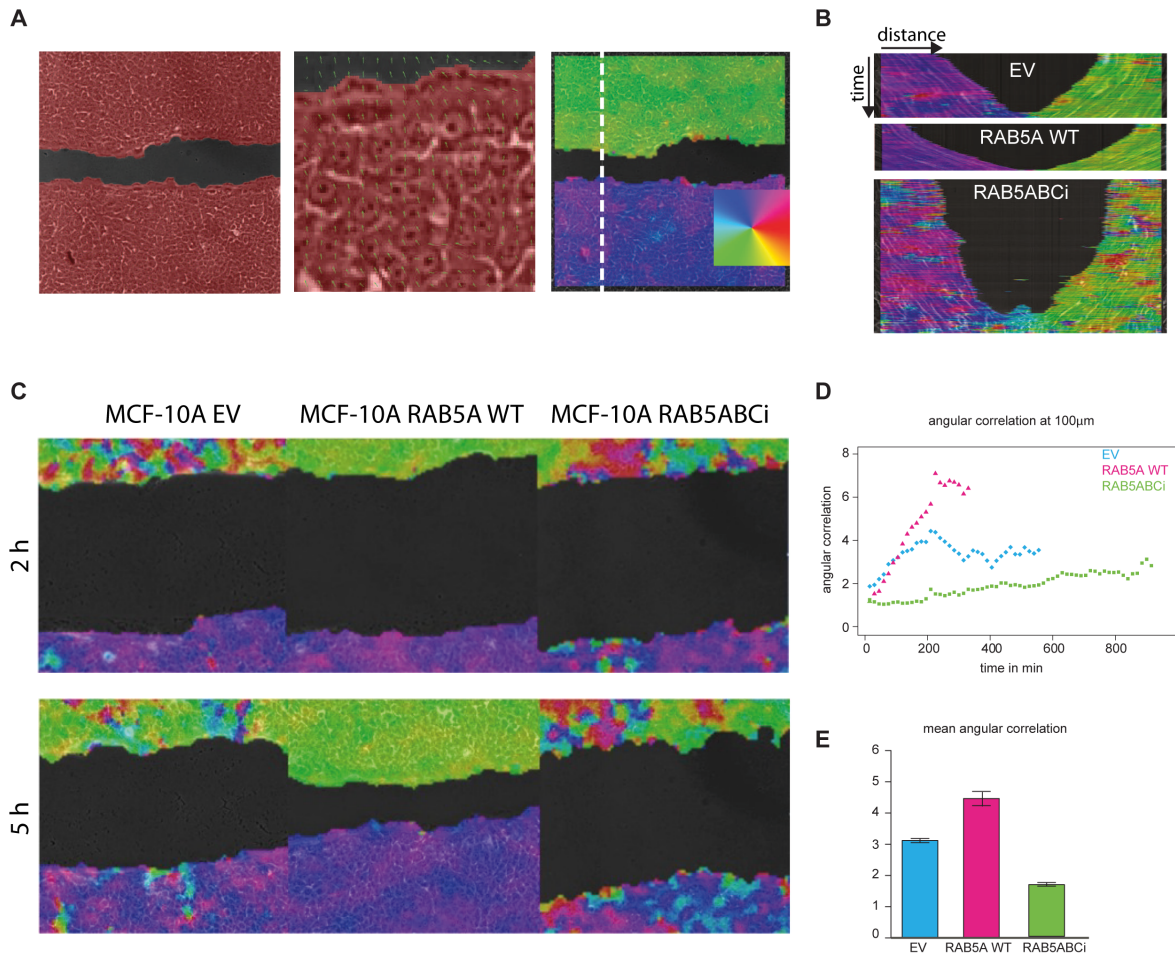 A
B
distance
time
EV
RAB5A WT
RAB5ABCi
C
MCF-10A EV
MCF-10A RAB5A WT
MCF-10A RAB5ABCi
2 h
5 h
D
angular correlation at 100µm
EV
RAB5A WT
RAB5ABCi
angular correlation
8
6
4
2
0
0
200
400
600
800
time in min
E
mean angular correlation
6
5
4
3
2
1
0
EV
RAB5A WT
RAB5ABCi